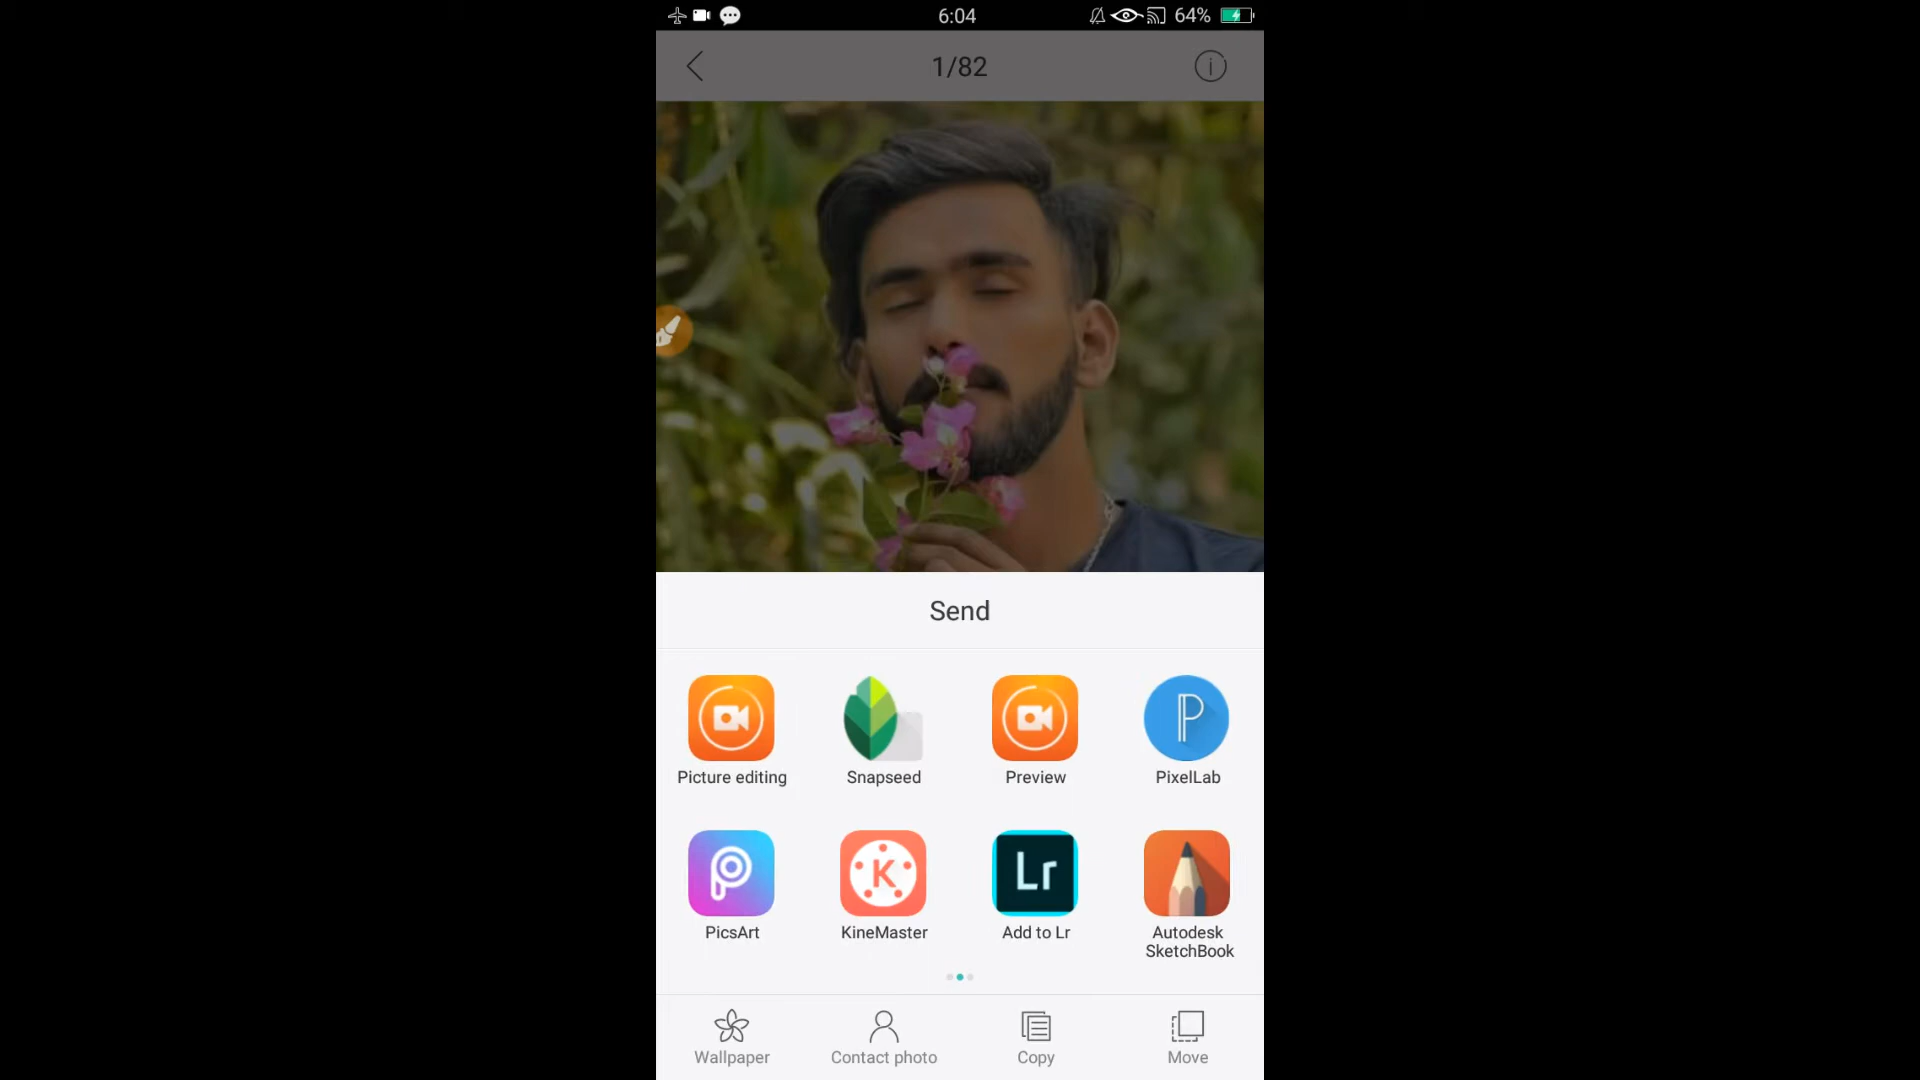 6:04 64%
1/82
Send
Picture editing Snapseed Preview PixelLab
PicsArt KineMaster Add to Lr Autodesk SketchBook
Wallpaper Contact photo Copy Move
P
K
Lr